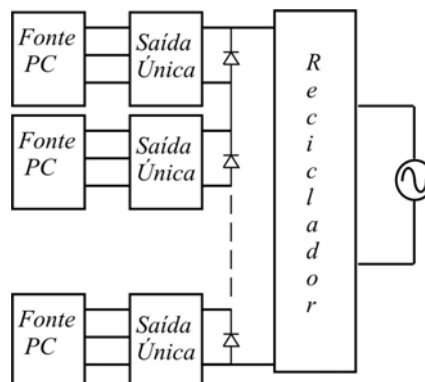 Fonte
PC
Saída
Única
Fonte
PC
Saída
Única
Fonte
PC
Saída
Única
R
e
c
i
c
l
a
d
o
r